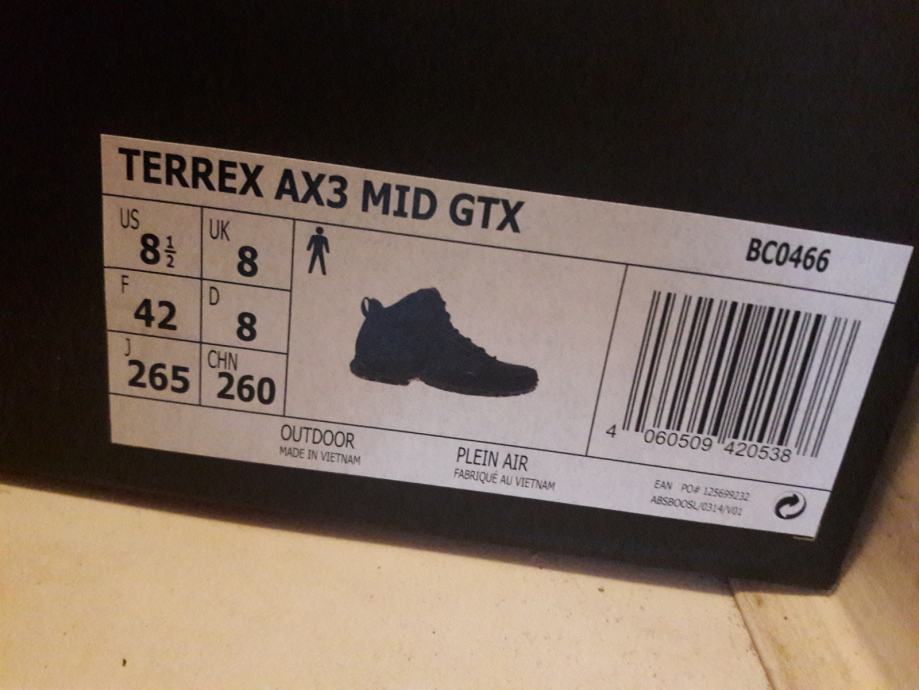 TERREX AX3 MID GTX
BC0466
US 8½
UK 8
F 42
D 8
J 265
CHN 260
4 060509 420538
OUTDOOR
MADE IN VIETNAM
PLEIN AIR
FABRIQUÉ AU VIETNAM
EAN PO# 125699232
ABSBOOSL/0314/V01